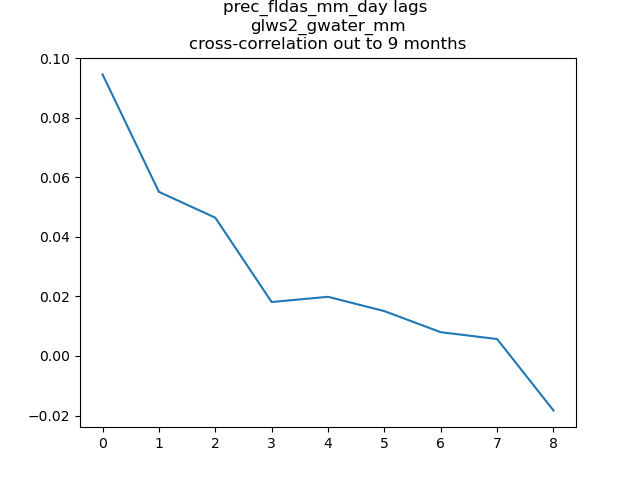 prec_fldas_mm_day lags
glws2_gwater_mm
cross-correlation out to 9 months
0.10
0.08
0.06
0.04
0.02
0.00
−0.02
0 1 2 3 4 5 6 7 8